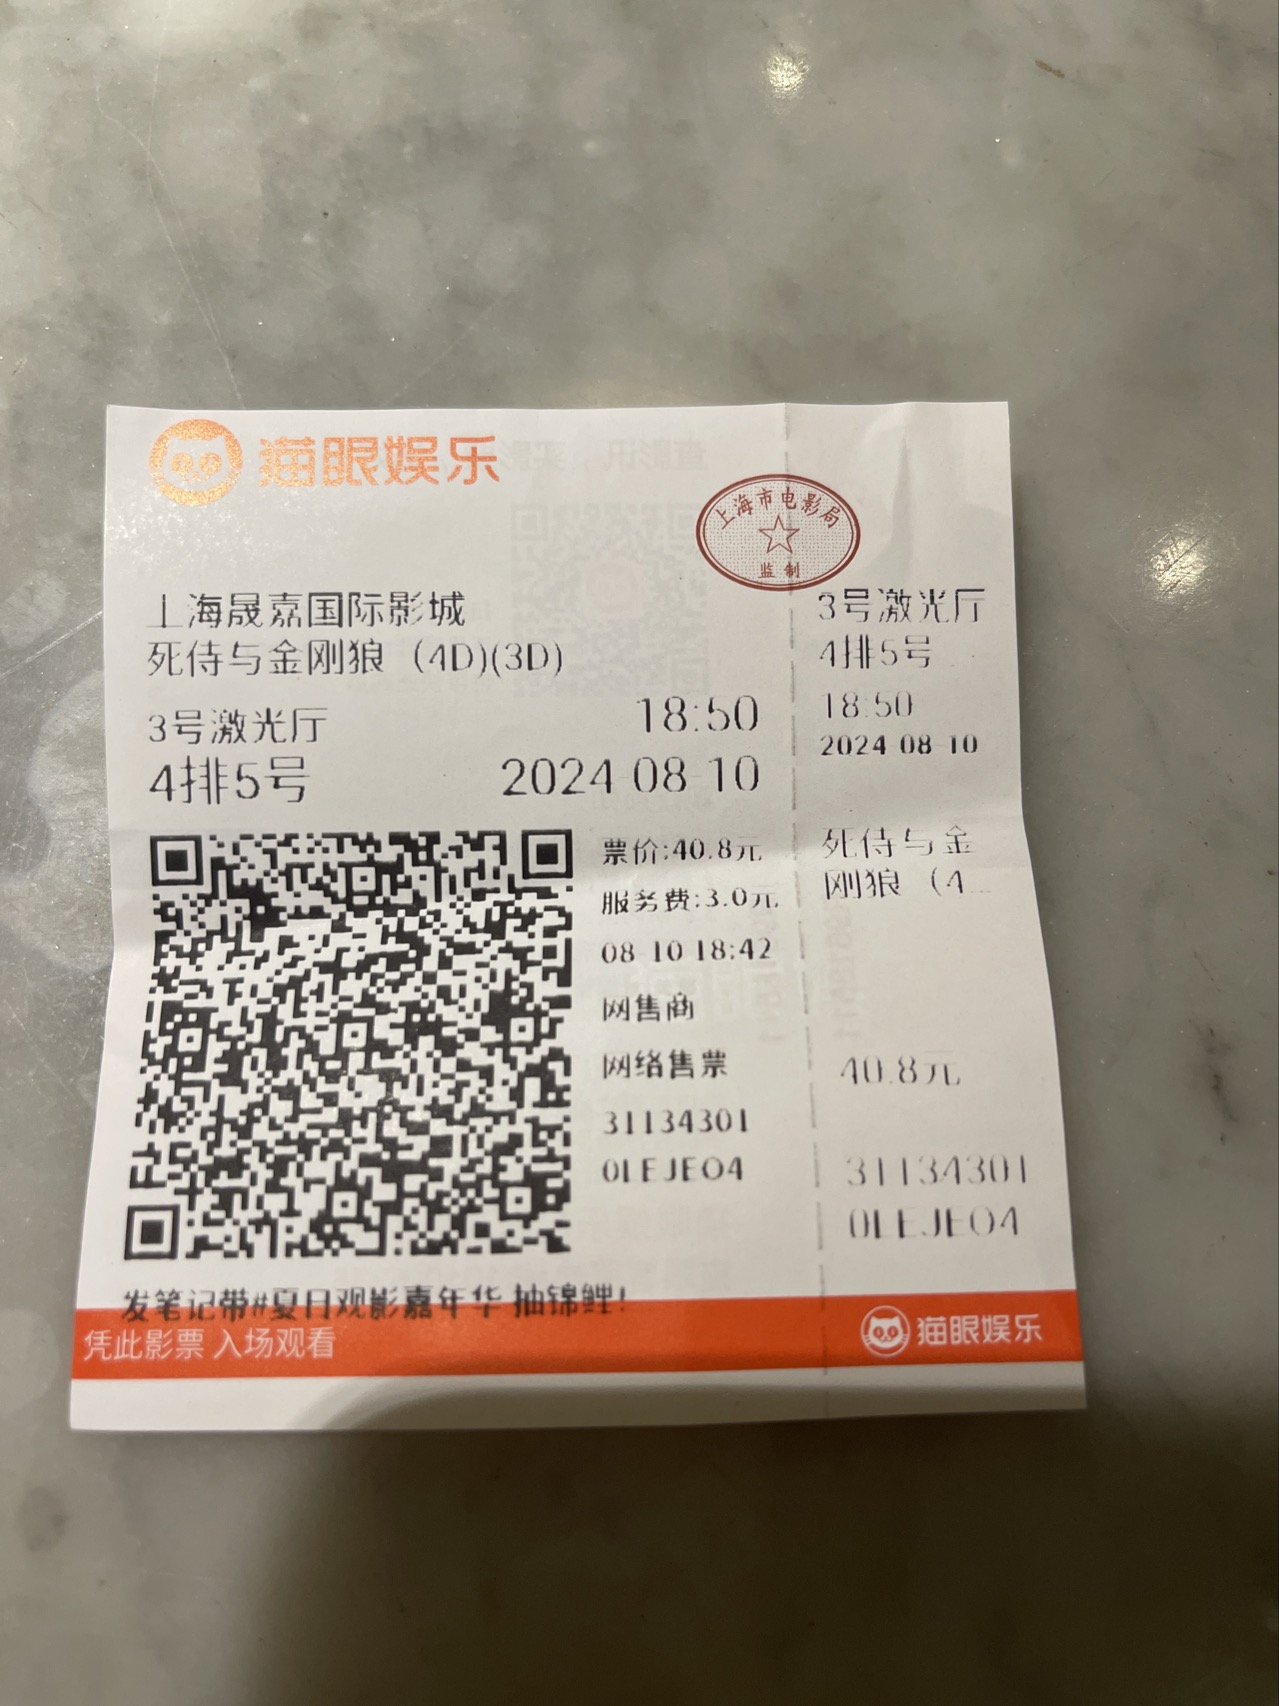 猫眼娱乐
上海市电影局
监制
上海晟嘉国际影城
死侍与金刚狼（4D)(3D)
3号激光厅
18:50
4排5号
2024-08-10
票价:40.8元
服务费:3.0元
08-10 18:42
网售商
网络售票
31134301
0LEJEO4
发笔记带#夏日观影嘉年华 抽锦鲤!
凭此影票 入场观看
3号激光厅
4排5号
18:50
2024-08-10
死侍与金
刚狼（4...
40.8元
31134301
0LEJEO4
猫眼娱乐